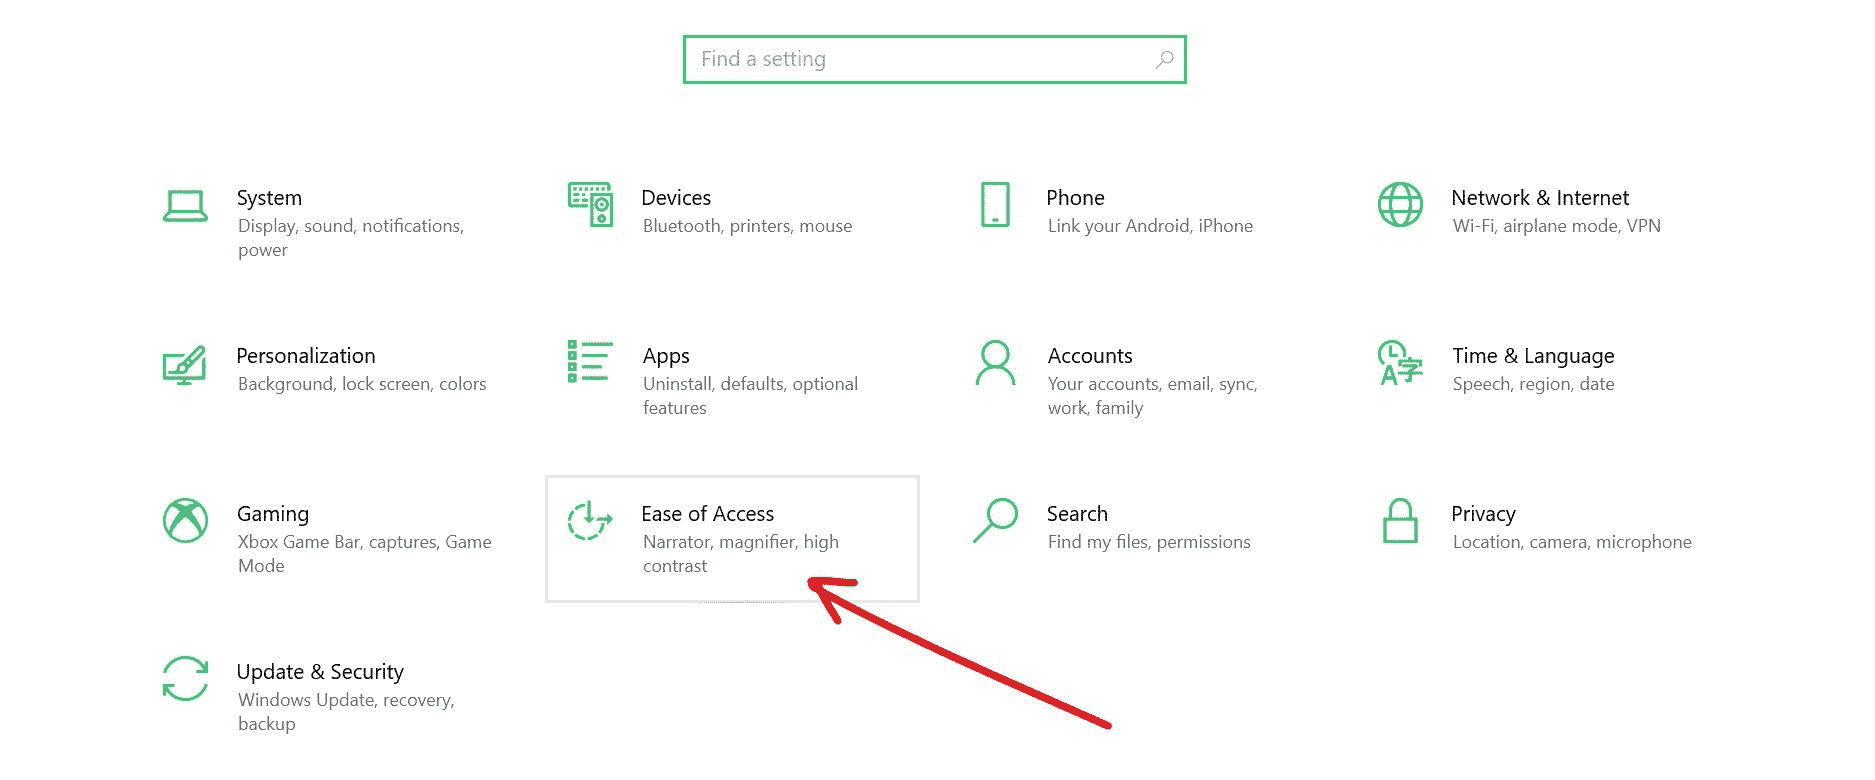 Find a setting
System
Display, sound, notifications,
power
Devices
Bluetooth, printers, mouse
Phone
Link your Android, iPhone
Network & Internet
Wi-Fi, airplane mode, VPN
Personalization
Background, lock screen, colors
Apps
Uninstall, defaults, optional
features
Accounts
Your accounts, email, sync,
work, family
Time & Language
Speech, region, date
Gaming
Xbox Game Bar, captures, Game
Mode
Ease of Access
Narrator, magnifier, high
contrast
Search
Find my files, permissions
Privacy
Location, camera, microphone
Update & Security
Windows Update, recovery,
backup